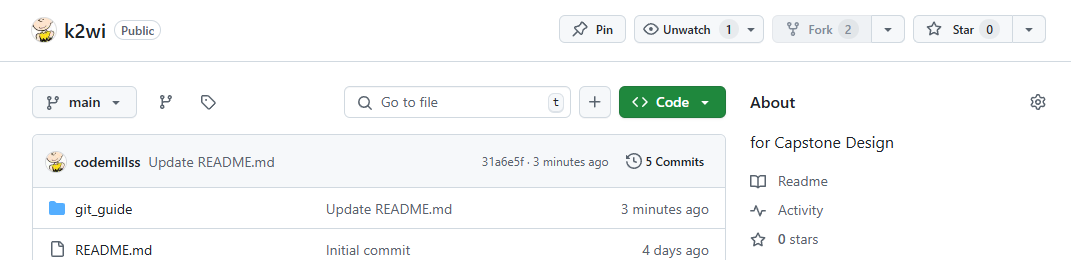 k2wi Public Pin Unwatch 1 Fork 2 Star 0
main Go to file t + Code About
for Capstone Design
codemillss Update README.md 31a6e5f · 3 minutes ago 5 Commits
Readme
git_guide Update README.md 3 minutes ago
Activity
README.md Initial commit 4 days ago
0 stars